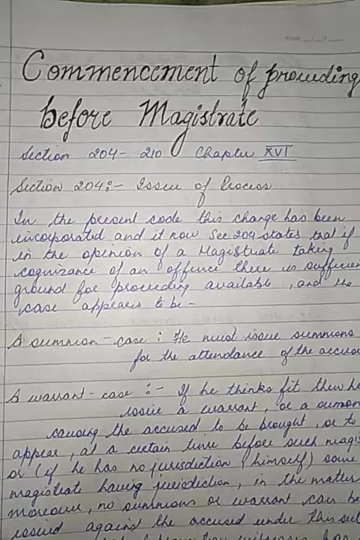 Commencement of proceeding
before Magistrate
Section 204- 210 Chapter XVI
Section 204:- Issue of Process
In the present code this change has been
incorporated and it now Sec 204 states that if
in the opinion of a Magistrate taking
cognizance of an offence there is sufficien
ground for proceeding available, and the
case appears to be -
A summon-case : He must issue summons
for the attendance of the accuse
A warrant-case :- If he thinks fit then he
issue a warrant, or a summon
causing the accused to be brought, or to
appear, at a certain time before such magis
or (if he has no jurisdiction himself) some
magistrate having jurisdiction, in the matter
moreover, no summons or warrant can be
issued against the accused under this sect